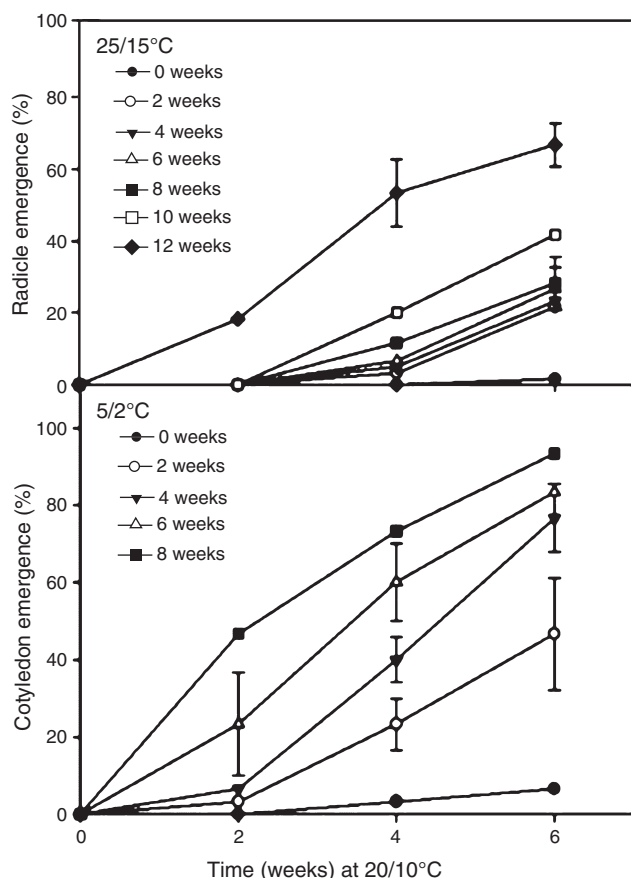 100
80
60
40
20
0
Radicle emergence (%)
25/15°C
0 weeks
2 weeks
4 weeks
6 weeks
8 weeks
10 weeks
12 weeks
100
80
60
40
20
0
Cotyledon emergence (%)
5/2°C
0 weeks
2 weeks
4 weeks
6 weeks
8 weeks
0 2 4 6
Time (weeks) at 20/10°C